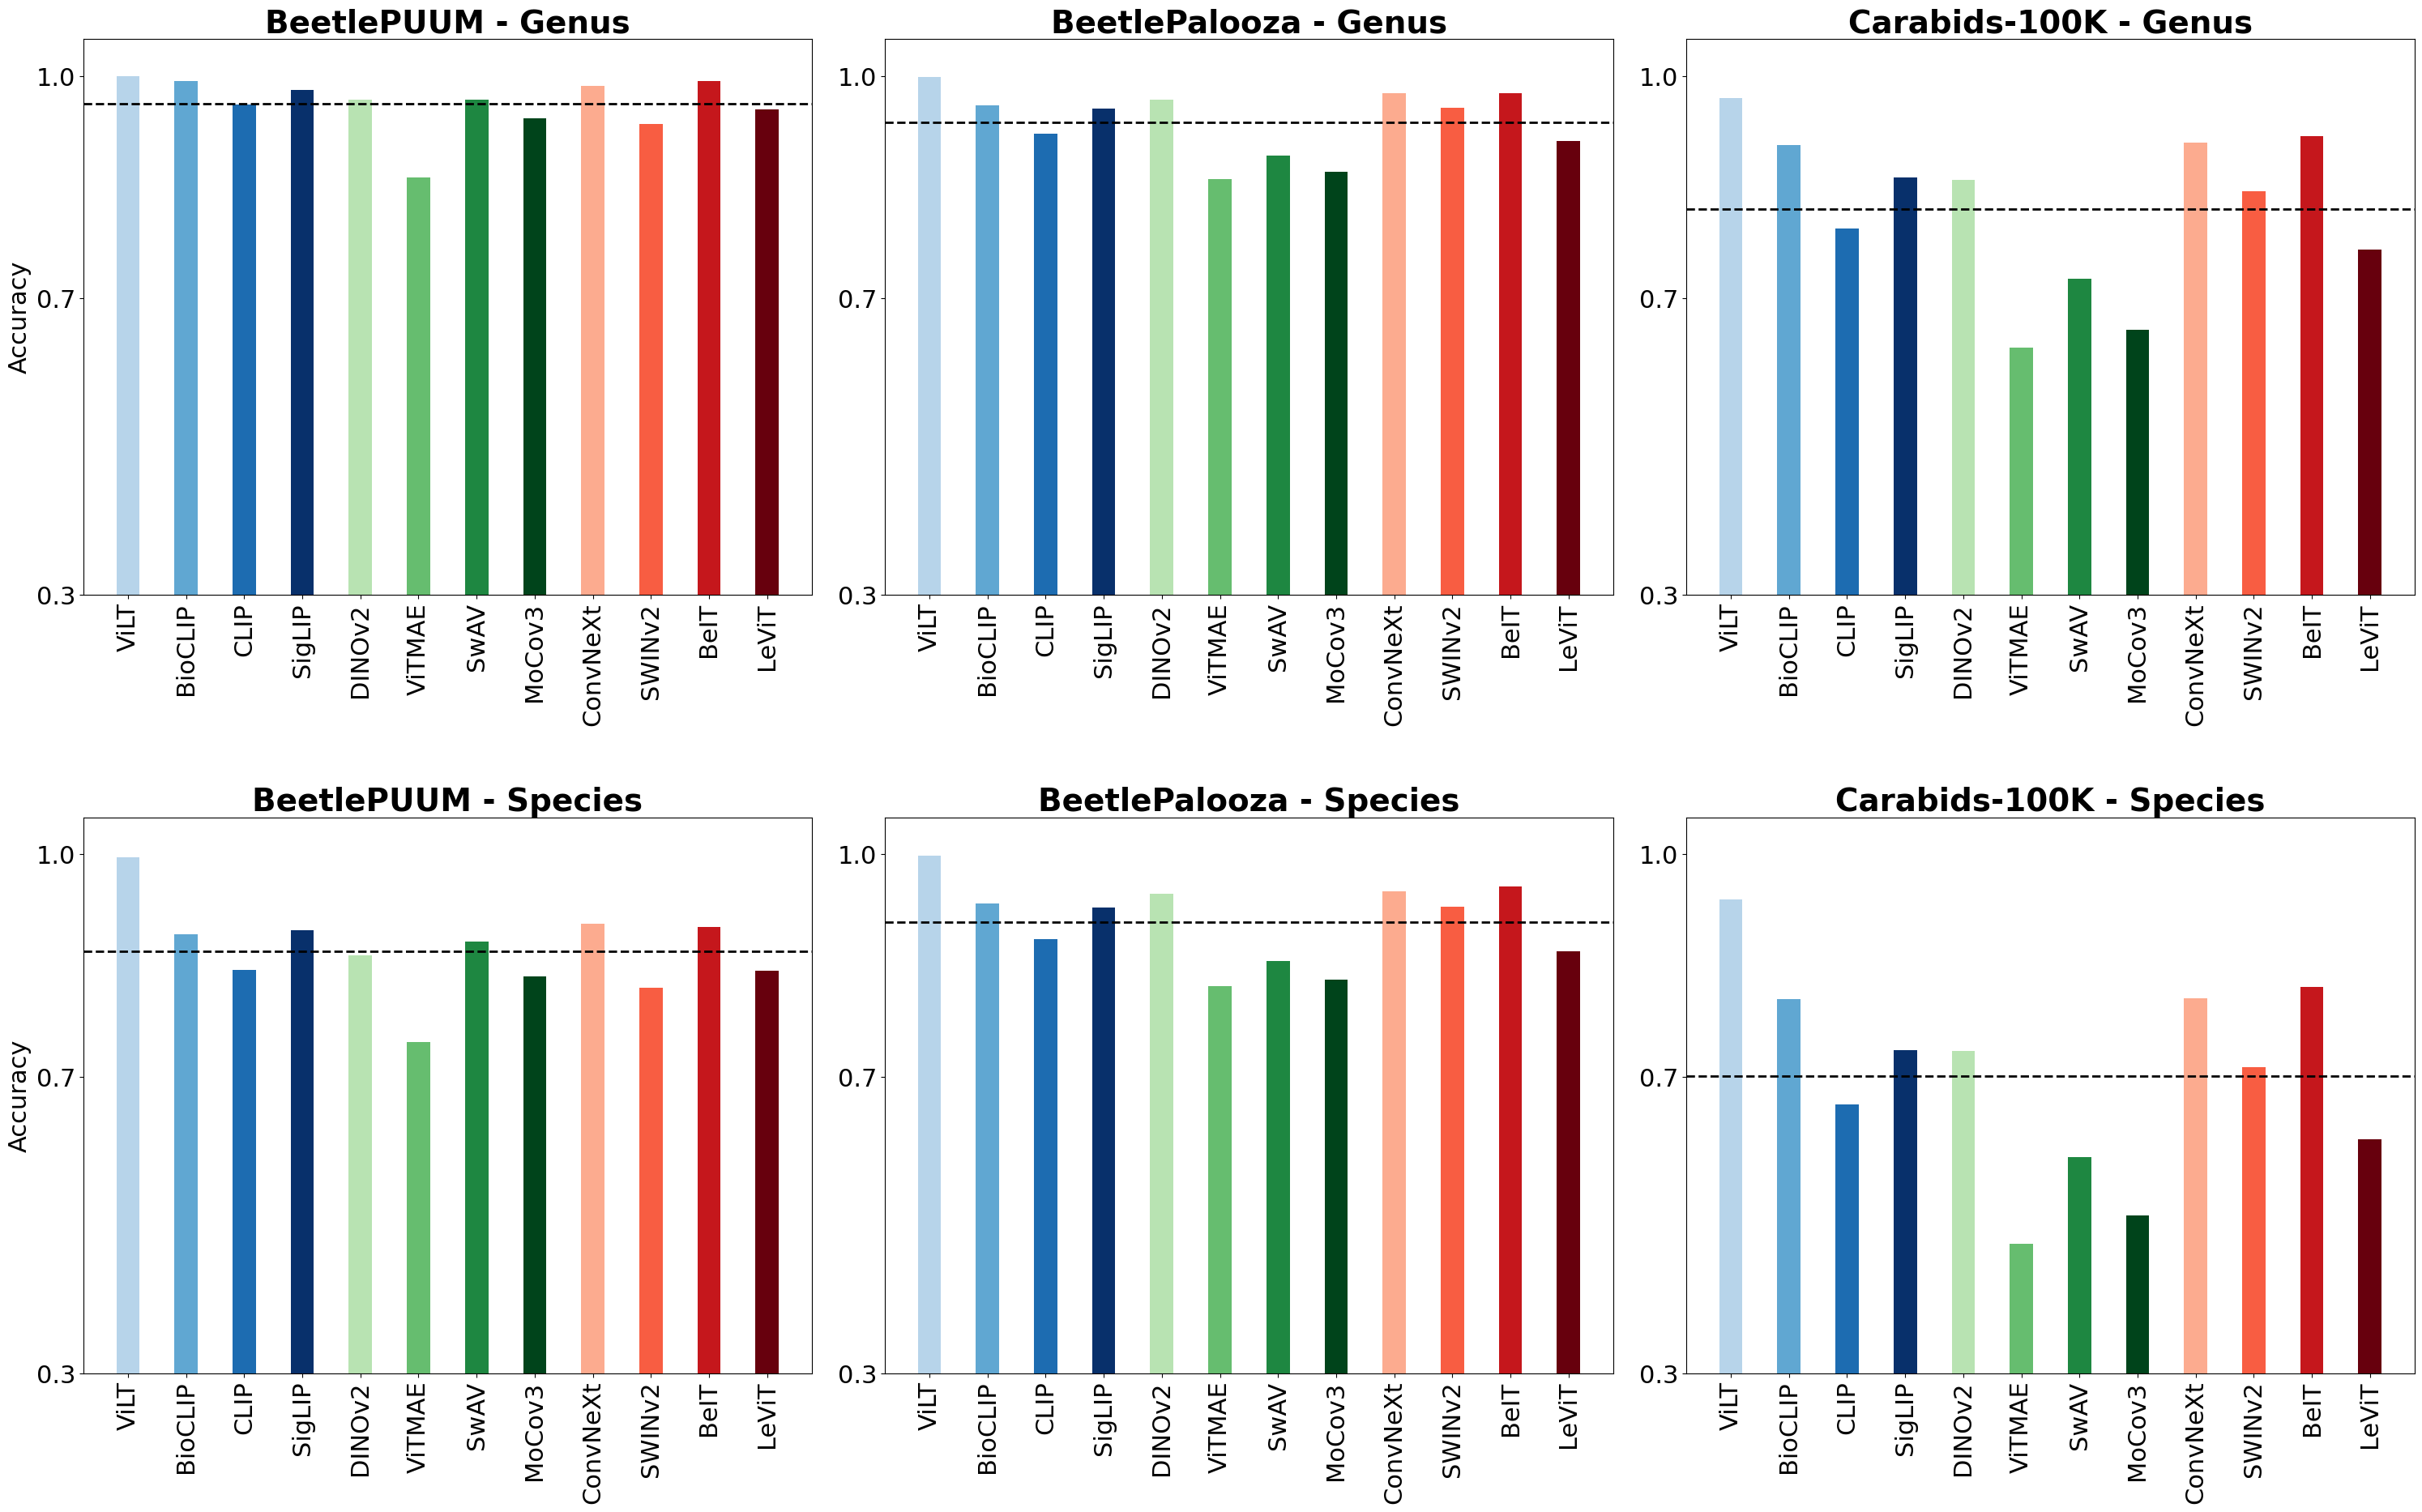 BeetlePUUM - Genus
Accuracy
1.0
0.7
0.3
ViLT
BioCLIP
CLIP
SigLIP
DINOv2
ViTMAE
SwAV
MoCov3
ConvNeXt
SWINv2
BeIT
LeViT
BeetlePalooza - Genus
1.0
0.7
0.3
ViLT
BioCLIP
CLIP
SigLIP
DINOv2
ViTMAE
SwAV
MoCov3
ConvNeXt
SWINv2
BeIT
LeViT
Carabids-100K - Genus
1.0
0.7
0.3
ViLT
BioCLIP
CLIP
SigLIP
DINOv2
ViTMAE
SwAV
MoCov3
ConvNeXt
SWINv2
BeIT
LeViT
BeetlePUUM - Species
Accuracy
1.0
0.7
0.3
ViLT
BioCLIP
CLIP
SigLIP
DINOv2
ViTMAE
SwAV
MoCov3
ConvNeXt
SWINv2
BeIT
LeViT
BeetlePalooza - Species
1.0
0.7
0.3
ViLT
BioCLIP
CLIP
SigLIP
DINOv2
ViTMAE
SwAV
MoCov3
ConvNeXt
SWINv2
BeIT
LeViT
Carabids-100K - Species
1.0
0.7
0.3
ViLT
BioCLIP
CLIP
SigLIP
DINOv2
ViTMAE
SwAV
MoCov3
ConvNeXt
SWINv2
BeIT
LeViT